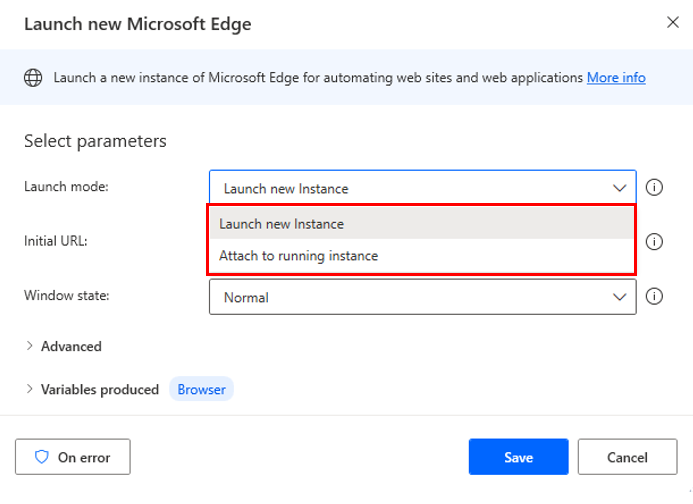 Launch new Microsoft Edge
Launch a new instance of Microsoft Edge for automating web sites and web applications More info
Select parameters
Launch mode:
Launch new Instance
Launch new Instance
Attach to running instance
Initial URL:
Window state:
Normal
Advanced
Variables produced Browser
On error
Save
Cancel